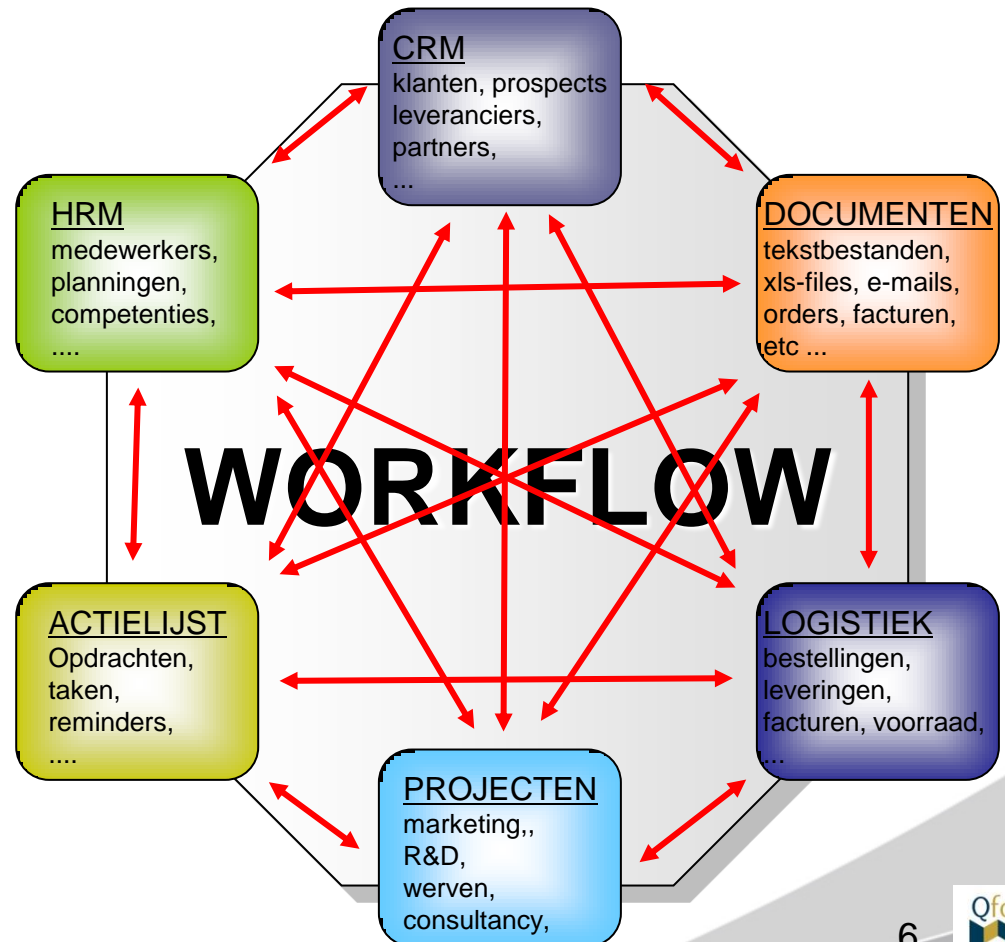 CRM
klanten, prospects
leveranciers,
partners,
...
HRM
medewerkers,
planningen,
competenties,
....
DOCUMENTEN
tekstbestanden,
xls-files, e-mails,
orders, facturen,
etc ...
WORKFLOW
ACTIELIJST
Opdrachten,
taken,
reminders,
....
LOGISTIEK
bestellingen,
leveringen,
facturen, voorraad,
...
PROJECTEN
marketing,,
R&D,
werven,
consultancy,
6